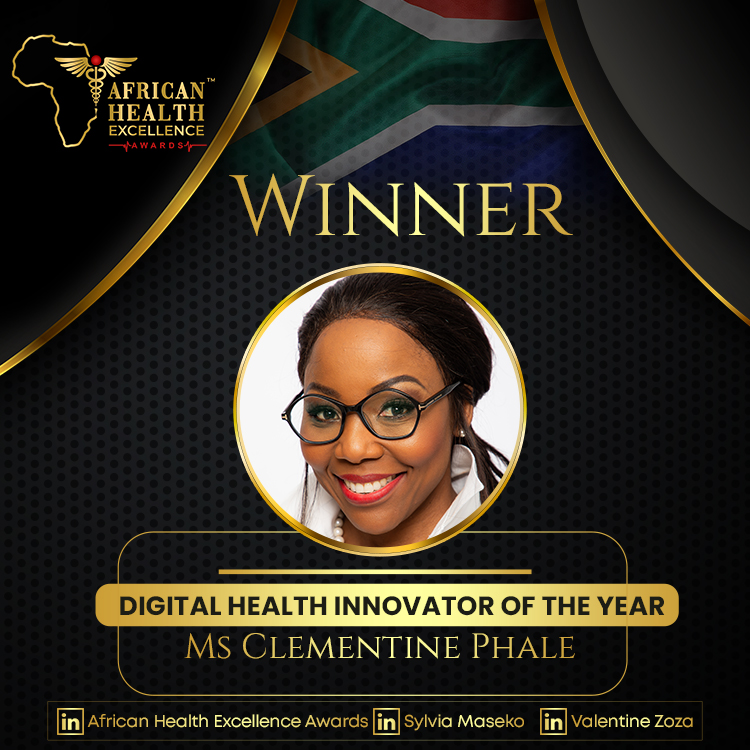 AFRICAN™
HEALTH
EXCELLENCE
AWARDS
WINNER
DIGITAL HEALTH INNOVATOR OF THE YEAR
MS CLEMENTINE PHALE
in African Health Excellence Awards in Sylvia Maseko in Valentine Zoza